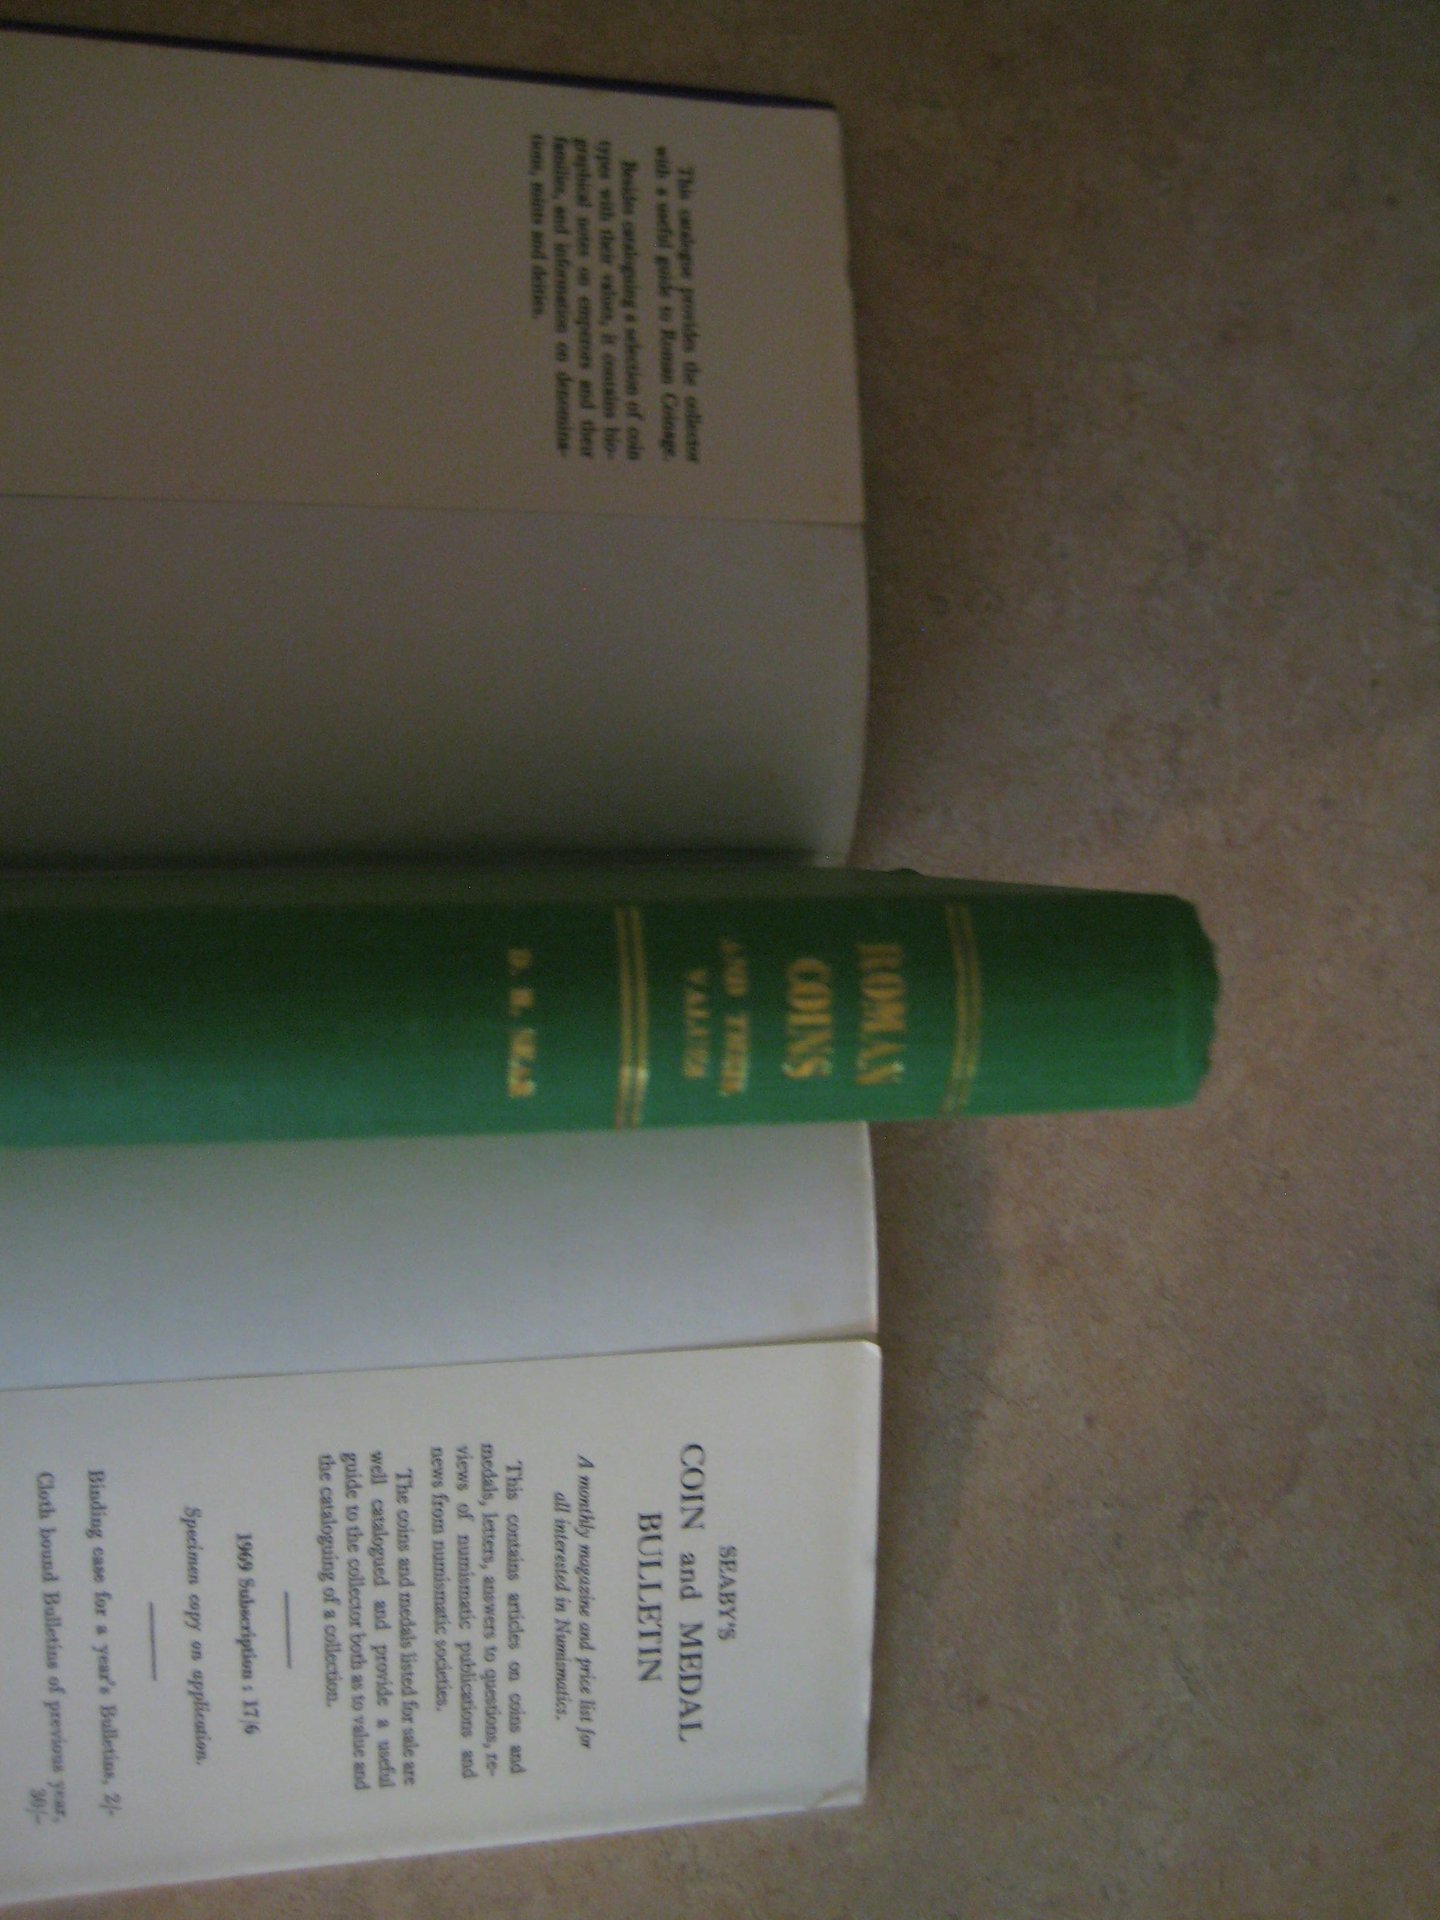 This catalogue provides the collector
with a useful guide to Roman Coinage.
Besides cataloguing a selection of coin
types with their values, it contains bio-
graphical notes on emperors and their
families, and information on denomina-
tions, mints and deities.
ROMAN
COINS
AND THEIR
VALUES
D. R. SEAR
SEABY'S
COIN and MEDAL
BULLETIN
A monthly magazine and price list for
all interested in Numismatics.
This contains articles on coins and
medals, letters, answers to questions, re-
views of numismatic publications and
news from numismatic societies.
The coins and medals listed for sale are
well catalogued and provide a useful
guide to the collector both as to value and
the cataloguing of a collection.
1969 Subscription : 17/6
Specimen copy on application.
Binding case for a year's Bulletins, 2/-
Cloth bound Bulletins of previous year,
30/-